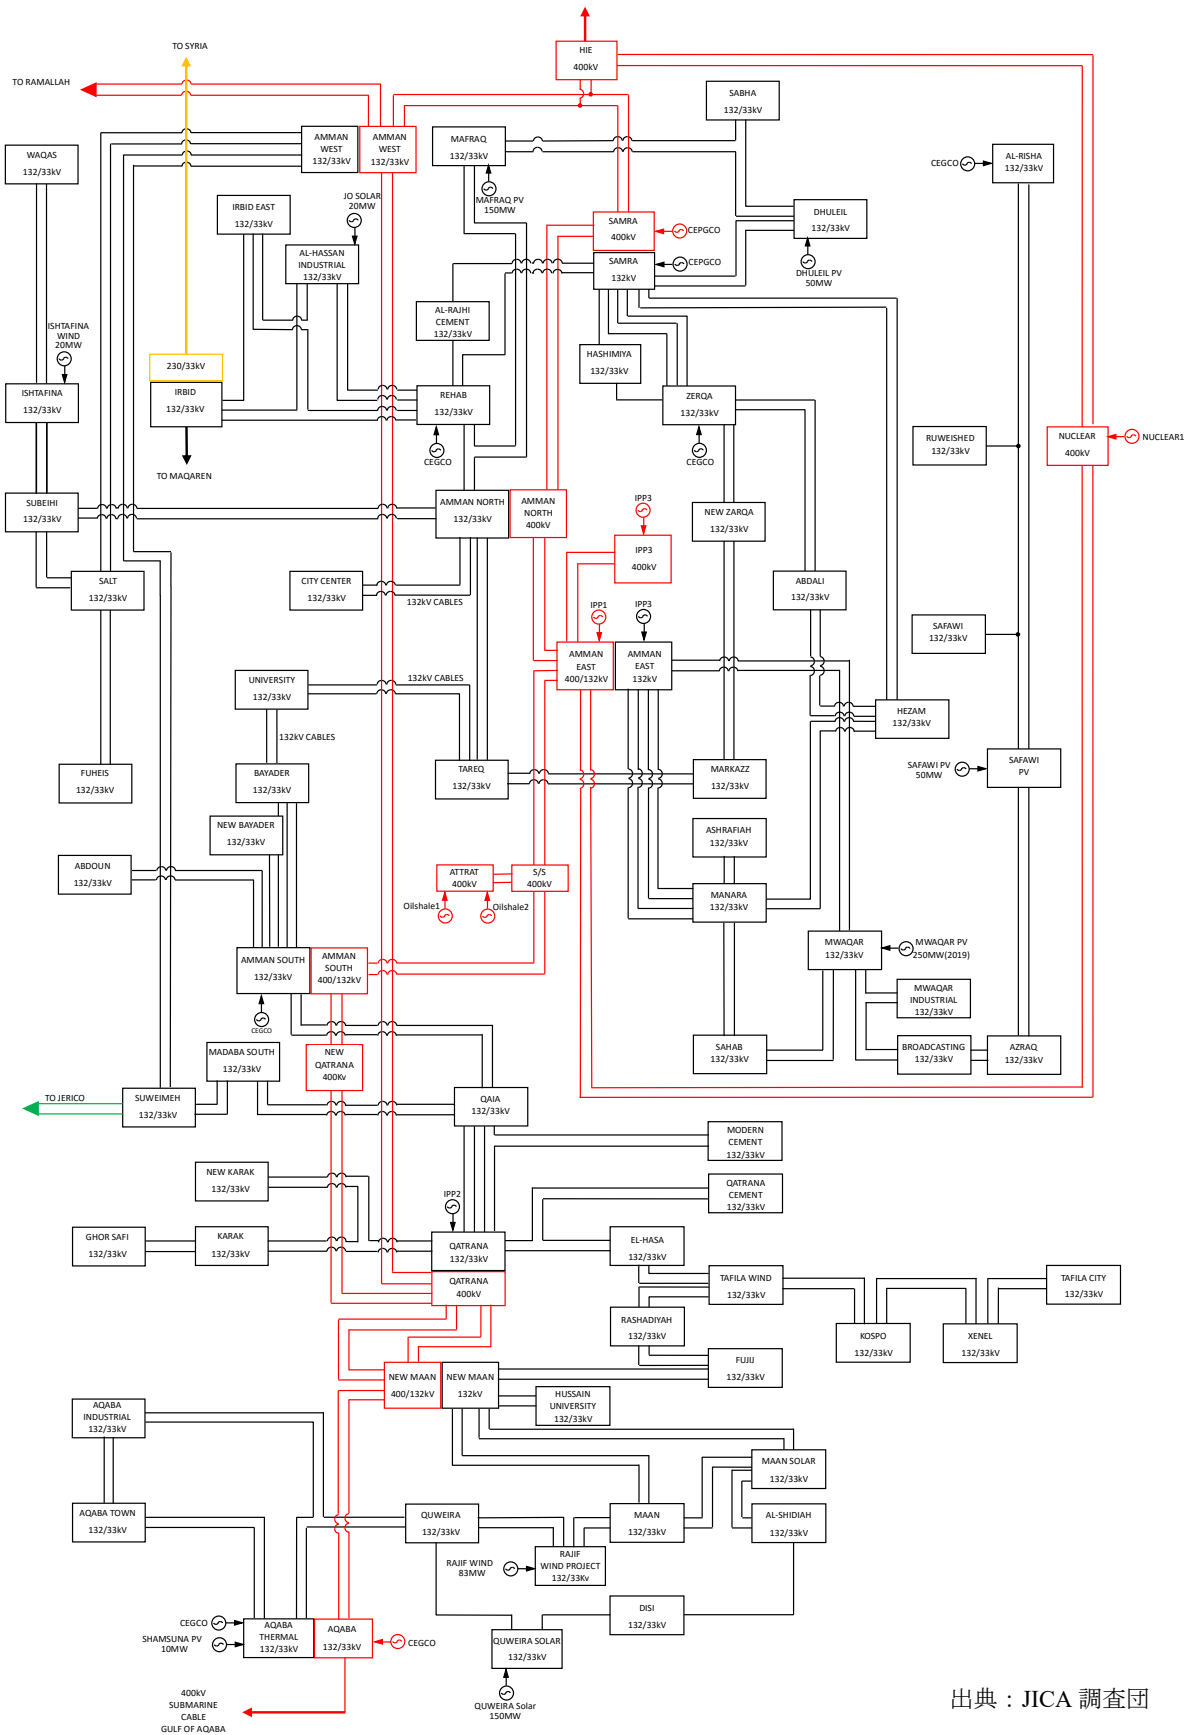 HIE
400kV
TO SYRIA
TO RAMALLAH
SABHA
132/33kV
AMMAN
WEST
132/33kV
AMMAN
WEST
132/33kV
MAFRAQ
132/33kV
WAQAS
132/33kV
CEGCO
AL-RISHA
132/33kV
MAFRAQ PV
150MW
JO SOLAR
20MW
IRBID EAST
132/33kV
DHULEIL
132/33kV
SAMRA
400kV
CEPGCO
AL-HASSAN
INDUSTRIAL
132/33kV
SAMRA
132kV
CEPGCO
DHULEIL PV
50MW
AL-RAJHI
CEMENT
132/33kV
ISHTAFINA
WIND
20MW
HASHIMIYA
132/33kV
230/33kV
IRBID
132/33kV
ISHTAFINA
132/33kV
REHAB
132/33kV
ZERQA
132/33kV
RUWEISHED
132/33kV
NUCLEAR
400kV
NUCLEAR1
CEGCO
CEGCO
TO MAQAREN
SUBEIHI
132/33kV
AMMAN NORTH
132/33kV
AMMAN
NORTH
400kV
IPP3
NEW ZARQA
132/33kV
IPP3
400kV
SALT
132/33kV
CITY CENTER
132/33kV
132kV CABLES
ABDALI
132/33kV
IPP1
IPP3
SAFAWI
132/33kV
AMMAN
EAST
400/132kV
AMMAN
EAST
132kV
UNIVERSITY
132/33kV
132kV CABLES
HEZAM
132/33kV
132kV CABLES
FUHEIS
132/33kV
BAYADER
132/33kV
TAREQ
132/33kV
MARKAZZ
132/33kV
SAFAWI PV
50MW
SAFAWI
PV
NEW BAYADER
132/33kV
ASHRAFIAH
132/33kV
ABDOUN
132/33kV
ATTRAT
400kV
S/S
400kV
MANARA
132/33kV
Oilshale1
Oilshale2
AMMAN SOUTH
132/33kV
AMMAN
SOUTH
400/132kV
MWAQAR
132/33kV
MWAQAR PV
250MW(2019)
MWAQAR
INDUSTRIAL
132/33kV
CEGCO
MADABA SOUTH
132/33kV
NEW
QATRANA
400Kv
SAHAB
132/33kV
BROADCASTING
132/33kV
AZRAQ
132/33kV
TO JERICO
SUWEIMEH
132/33kV
QAIA
132/33kV
MODERN
CEMENT
132/33kV
NEW KARAK
132/33kV
IPP2
QATRANA
CEMENT
132/33kV
GHOR SAFI
132/33kV
KARAK
132/33kV
QATRANA
132/33kV
EL-HASA
132/33kV
QATRANA
400kV
TAFILA WIND
132/33kV
TAFILA CITY
132/33kV
RASHADIYAH
132/33kV
KOSPO
132/33kV
XENEL
132/33kV
FUJIJ
132/33kV
NEW MAAN
400/132kV
NEW MAAN
132kV
HUSSAIN
UNIVERSITY
132/33kV
AQABA
INDUSTRIAL
132/33kV
MAAN SOLAR
132/33kV
AQABA TOWN
132/33kV
QUWEIRA
132/33kV
MAAN
132/33kV
AL-SHIDIAH
132/33kV
RAJIF WIND
83MW
RAJIF
WIND PROJECT
132/33Kv
DISI
132/33kV
CEGCO
SHAMSUNA PV
10MW
AQABA
THERMAL
132/33kV
AQABA
132/33kV
CEGCO
QUWEIRA SOLAR
132/33kV
QUWEIRA Solar
150MW
400kV
SUBMARINE
CABLE
GULF OF AQABA
出典：JICA 調査団